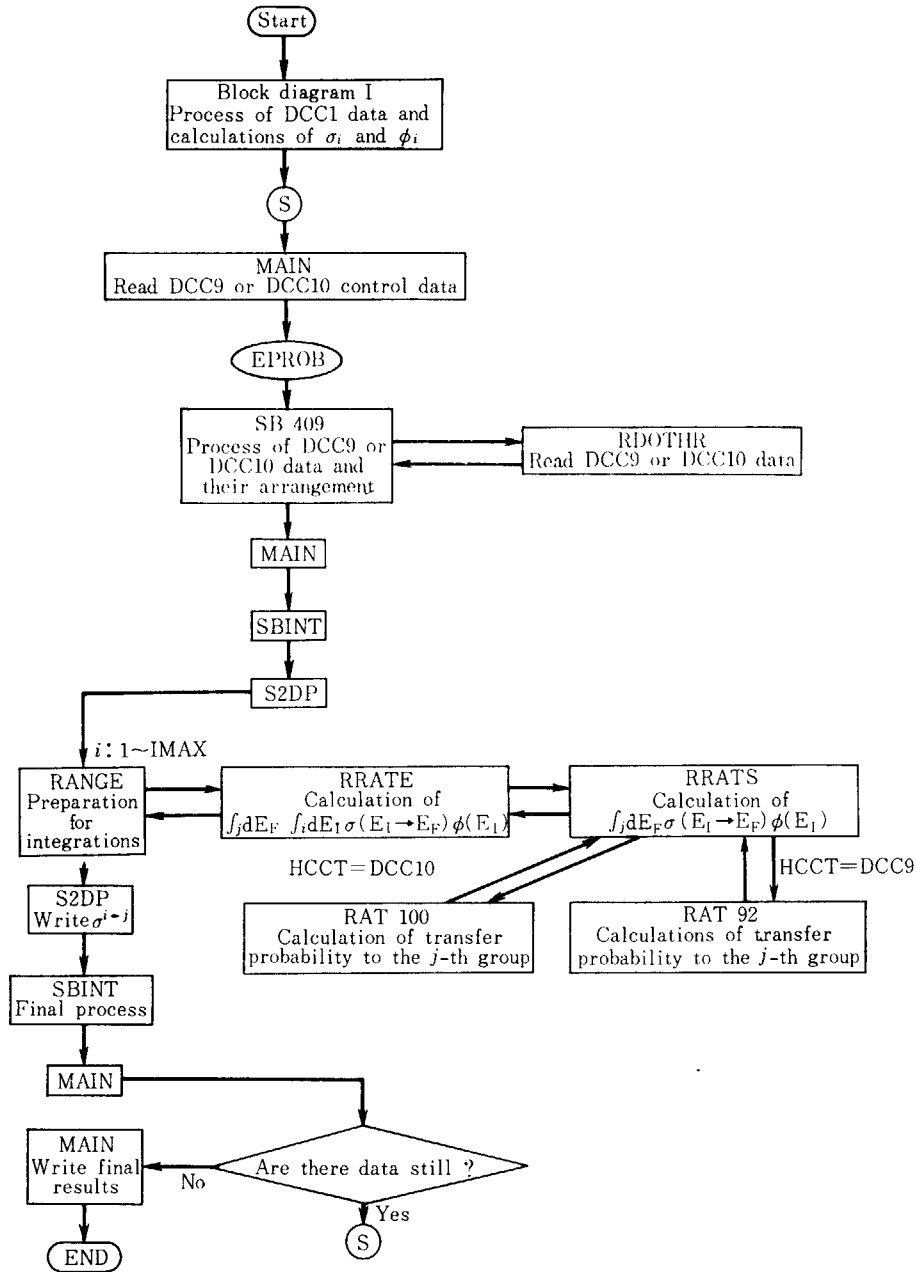 Start
Block diagram I
Process of DCC1 data and
calculations of σi and φi
S
MAIN
Read DCC9 or DCC10 control data
EPROB
SB 409
Process of DCC9 or
DCC10 data and
their arrangement
RDOTHR
Read DCC9 or DCC10 data
MAIN
SBINT
S2DP
i: 1~IMAX
RANGE
Preparation
for
integrations
RRATE
Calculation of
∫jdEF ∫idEIσ(EI→EF)φ(EI)
RRATS
Calculation of
∫jdEFσ(EI→EF)φ(EI)
HCCT=DCC10
HCCT=DCC9
S2DP
Write σi→j
RAT 100
Calculation of transfer
probability to the j-th group
RAT 92
Calculations of transfer
probability to the j-th group
SBINT
Final process
MAIN
Are there data still ?
No
Yes
MAIN
Write final
results
S
END